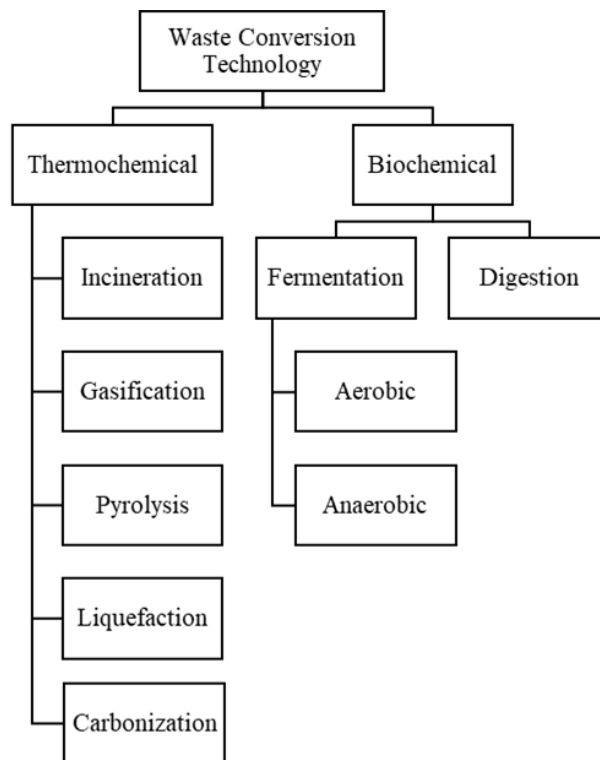 Waste Conversion
Technology
Thermochemical
Biochemical
Incineration
Fermentation
Digestion
Gasification
Aerobic
Pyrolysis
Anaerobic
Liquefaction
Carbonization